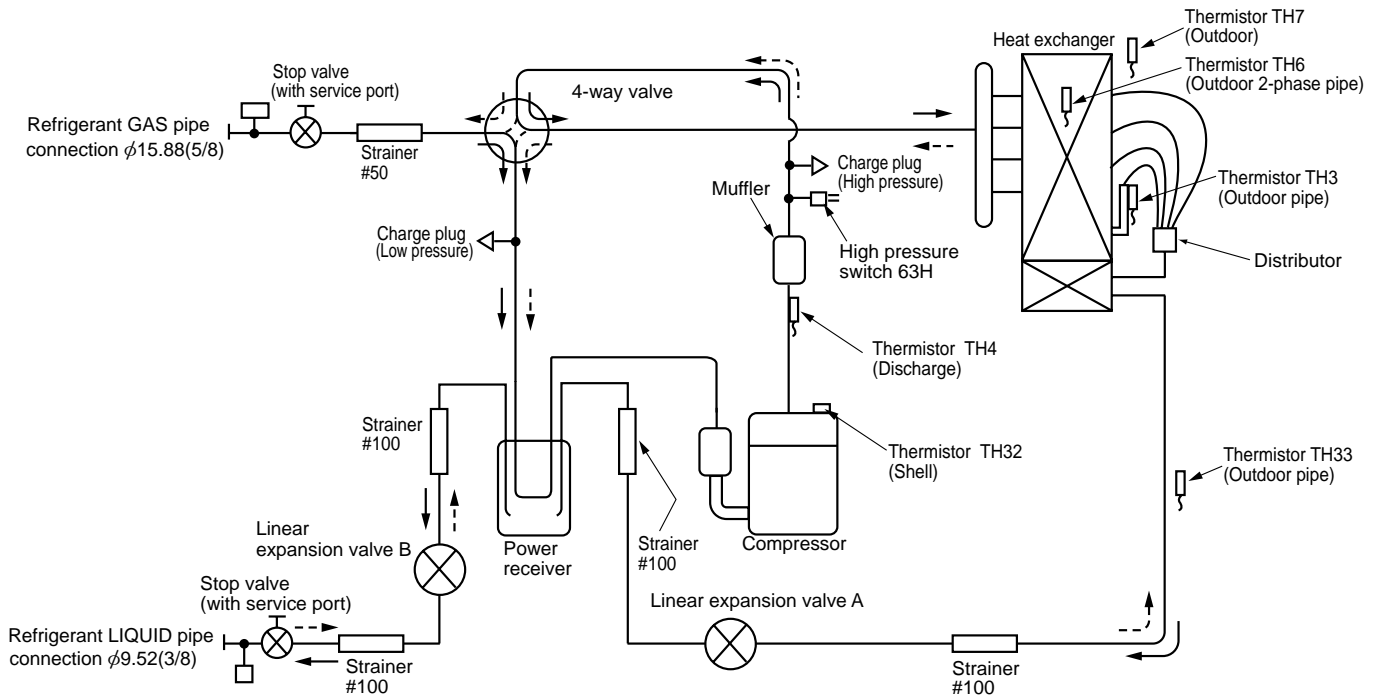 Thermistor TH7
(Outdoor)
Heat exchanger
Stop valve
(with service port)
Thermistor TH6
(Outdoor 2-phase pipe)
4-way valve
Refrigerant GAS pipe
connection ϕ15.88(5/8)
Strainer
#50
Charge plug
(High pressure)
Muffler
Thermistor TH3
(Outdoor pipe)
Charge plug
(Low pressure)
High pressure
switch 63H
Distributor
Thermistor TH4
(Discharge)
Strainer
#100
Thermistor TH32
(Shell)
Thermistor TH33
(Outdoor pipe)
Linear
expansion valve B
Power
receiver
Strainer
#100
Compressor
Stop valve
(with service port)
Linear expansion valve A
Refrigerant LIQUID pipe
connection ϕ9.52(3/8)
Strainer
#100
Strainer
#100